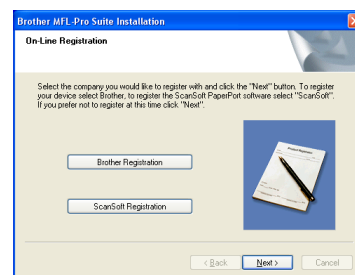 Brother MFL-Pro Suite Installation
On-Line Registration
Select the company you would like to register with and click the "Next" button. To register
your device select Brother, to register the ScanSoft PaperPort software select "ScanSoft".
If you prefer not to register at this time click "Next".
Brother Registration
ScanSoft Registration
< Back
Next >
Cancel